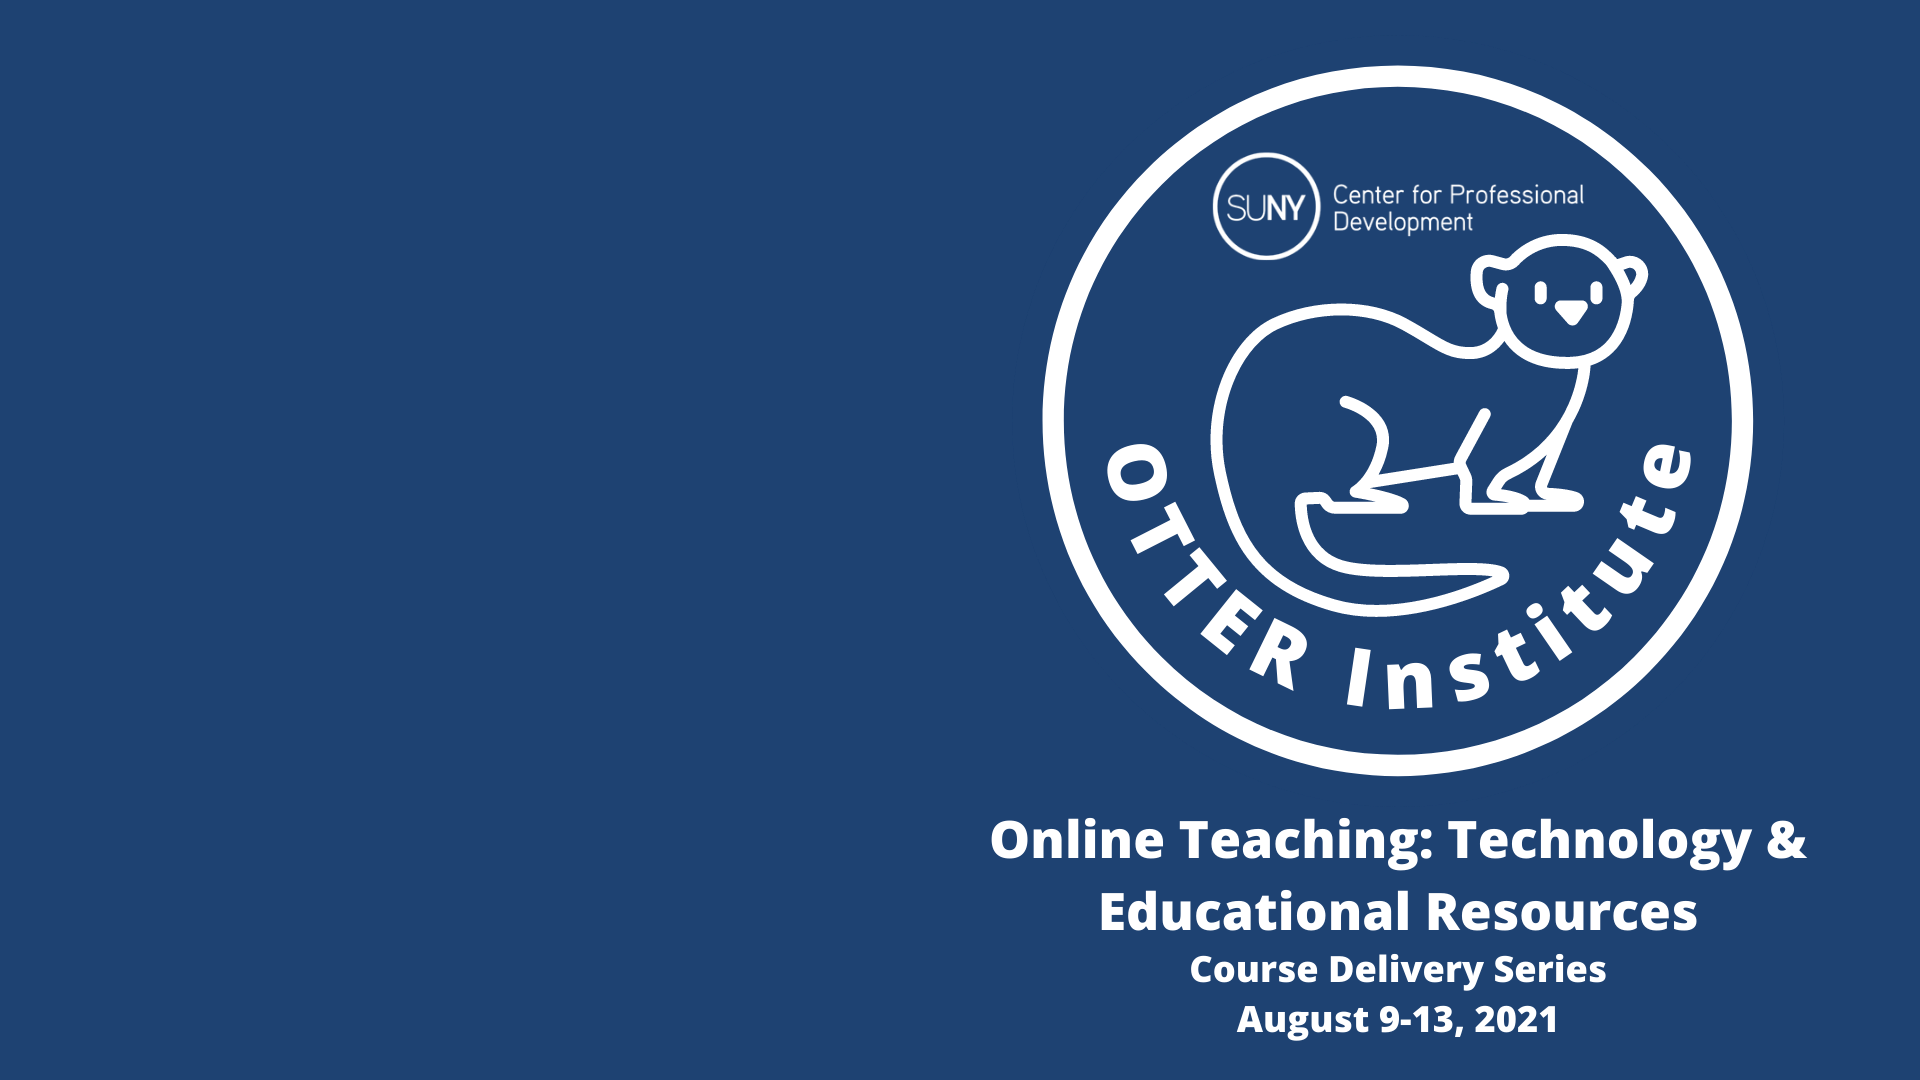 SUNY
Center for Professional
Development
OTTER Institute
Online Teaching: Technology &
Educational Resources
Course Delivery Series
August 9-13, 2021